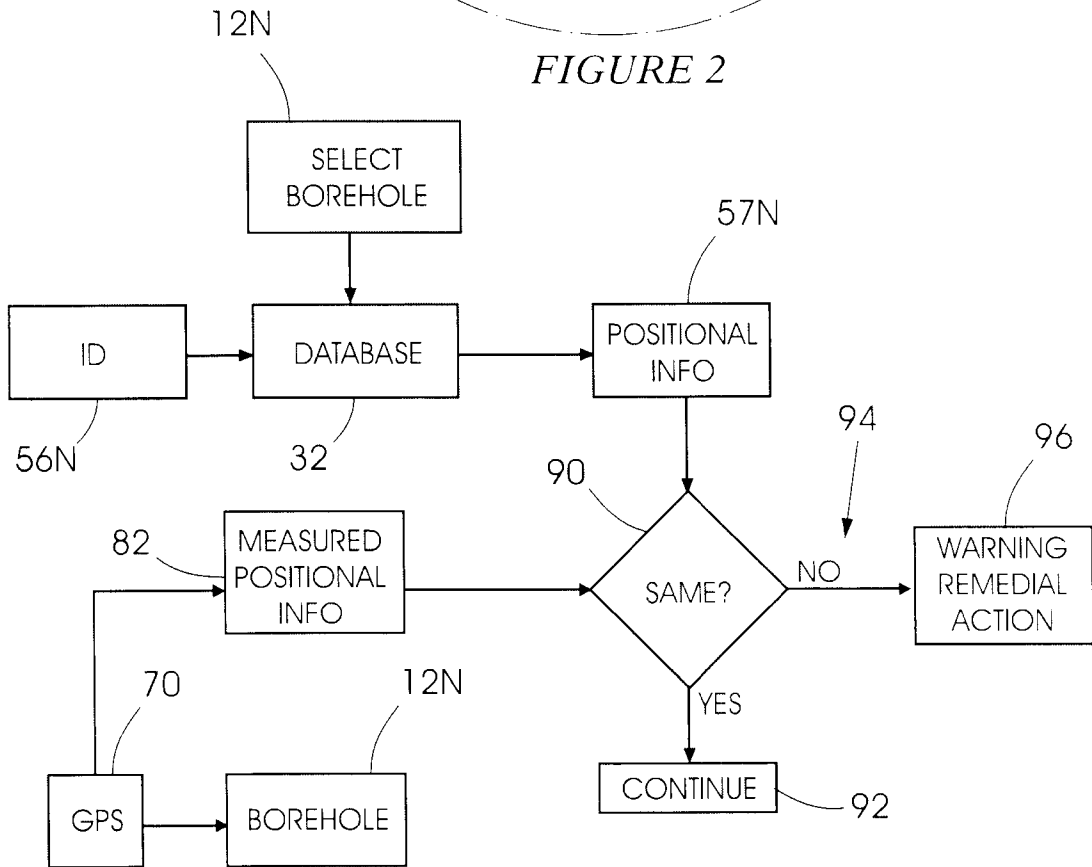 12N
FIGURE 2
SELECT
BOREHOLE
57N
ID
DATABASE
POSITIONAL
INFO
56N
32
90
94
96
82
MEASURED
POSITIONAL
INFO
SAME?
NO
WARNING
REMEDIAL
ACTION
70
12N
YES
GPS
BOREHOLE
CONTINUE
92